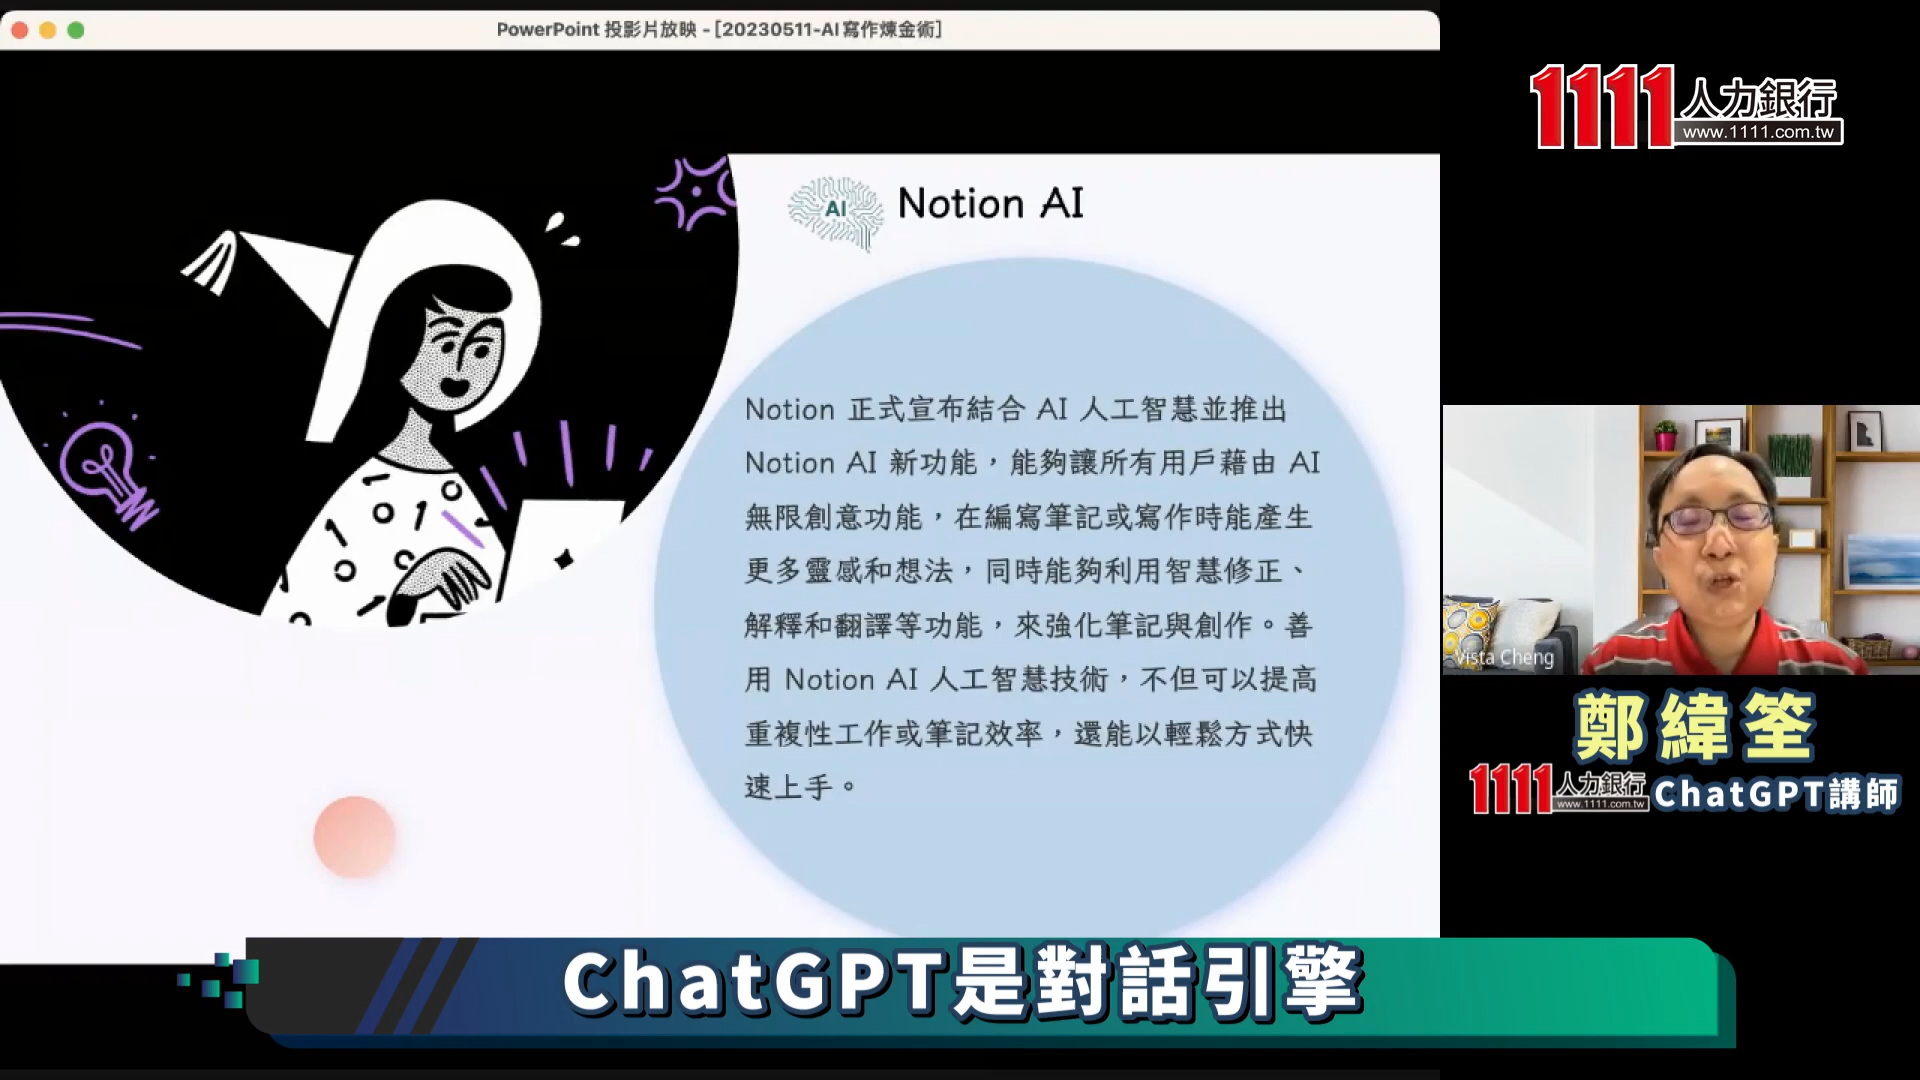 PowerPoint 投影片放映 - [20230511-AI寫作煉金術]
1111人力銀行
www.1111.com.tw
AI
Notion AI
Notion 正式宣布結合 AI 人工智慧並推出
Notion AI 新功能，能夠讓所有用戶藉由 AI
無限創意功能，在編寫筆記或寫作時能產生
更多靈感和想法，同時能夠利用智慧修正、
解釋和翻譯等功能，來強化筆記與創作。善
用 Notion AI 人工智慧技術，不但可以提高
重複性工作或筆記效率，還能以輕鬆方式快
速上手。
Vista Cheng
鄭緯筌
1111人力銀行
www.1111.com.tw
ChatGPT講師
ChatGPT是對話引擎